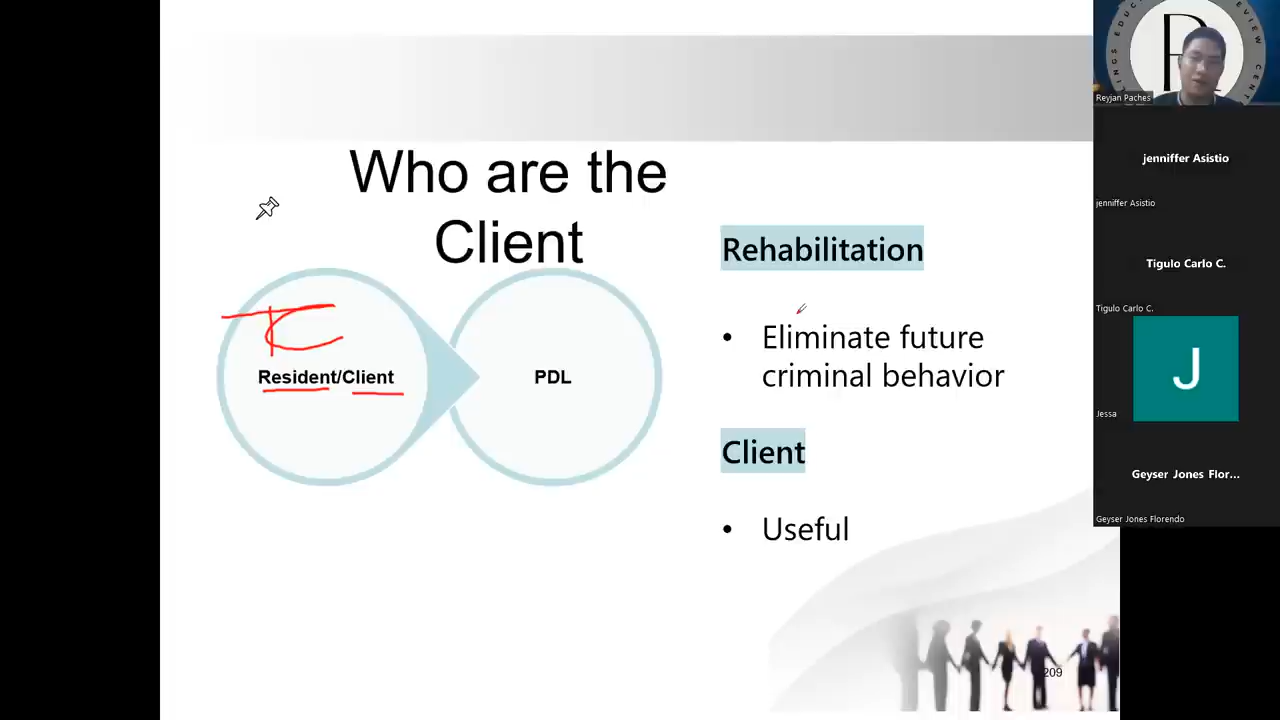 Who are the
Client
TC
Resident/Client
PDL
Rehabilitation
• Eliminate future
criminal behavior
Client
• Useful
209
R
Reyjan Paches
jenniffer Asistio
jenniffer Asistio
Tigulo Carlo C.
Tigulo Carlo C.
J
Jessa
Geyser Jones Flor...
Geyser Jones Florendo